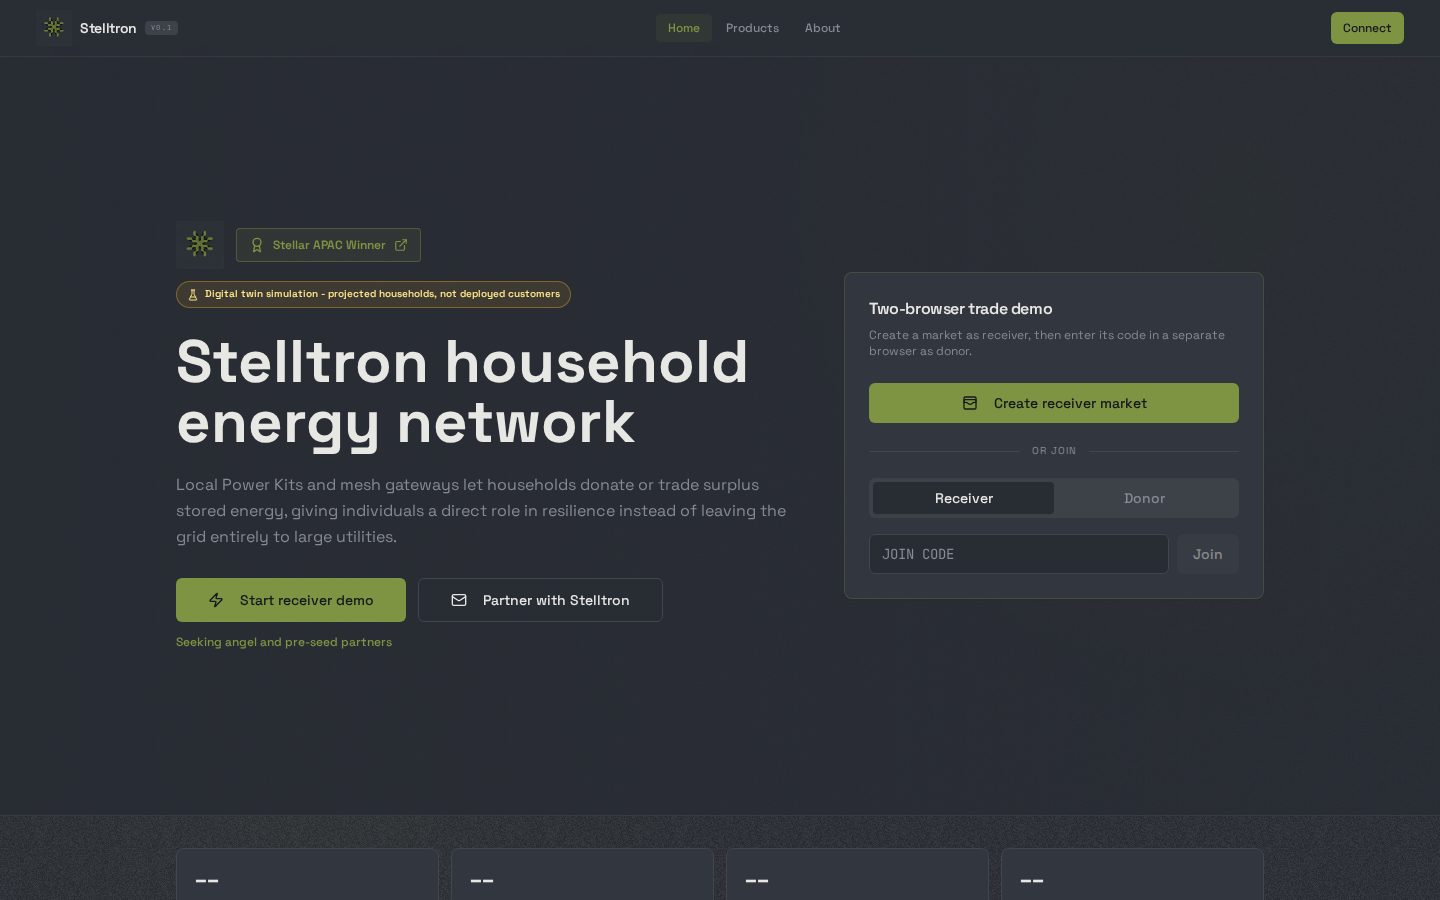 Stelltron V0.1 Home Products About Connect
Stellar APAC Winner
Digital twin simulation - projected households, not deployed customers
Stelltron household
energy network
Local Power Kits and mesh gateways let households donate or trade surplus
stored energy, giving individuals a direct role in resilience instead of leaving the
grid entirely to large utilities.
Start receiver demo Partner with Stelltron
Seeking angel and pre-seed partners
Two-browser trade demo
Create a market as receiver, then enter its code in a separate
browser as donor.
Create receiver market
OR JOIN
Receiver Donor
JOIN CODE Join
-- -- -- --